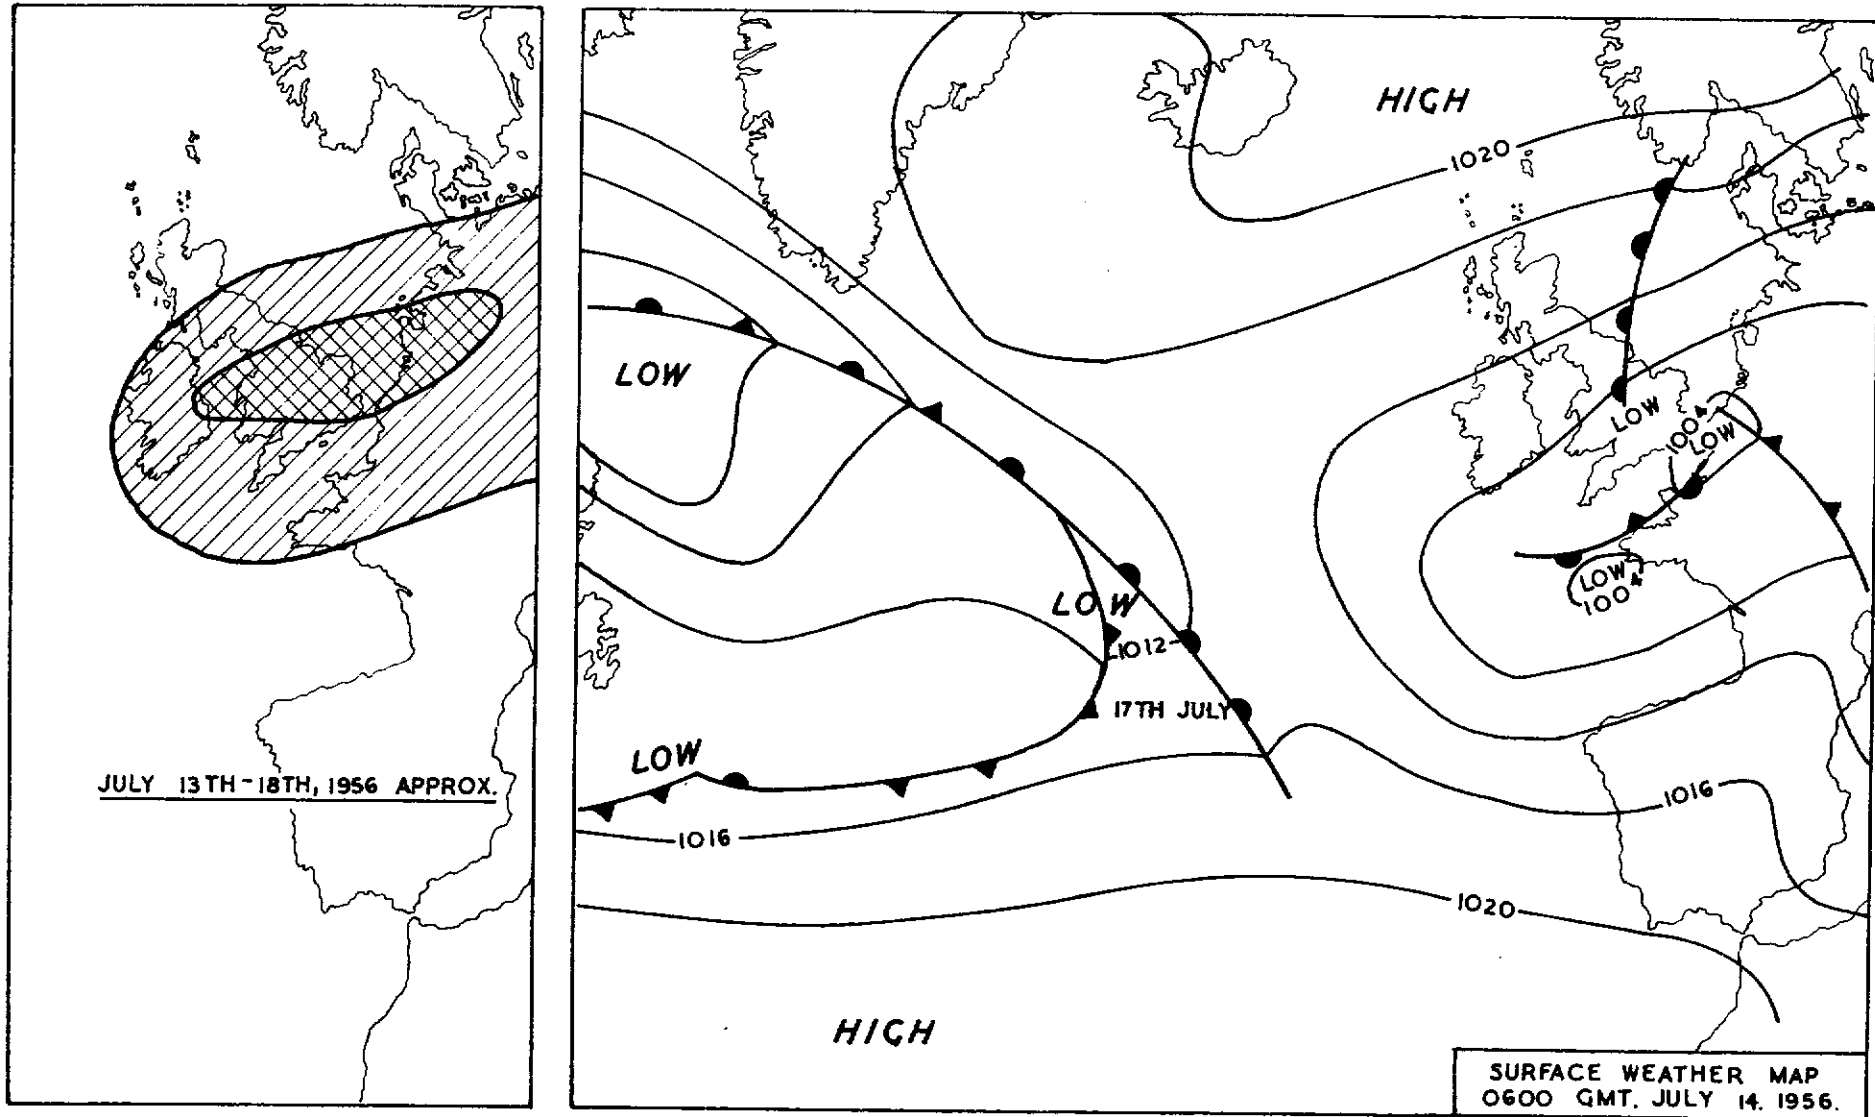 JULY 13TH-18TH, 1956 APPROX.
HIGH
1020
LOW
LOW
1004
LOW
LOW
1004
LOW
1012
17TH JULY
LOW
1016
1016
1020
HIGH
SURFACE WEATHER MAP
0600 GMT. JULY 14. 1956.